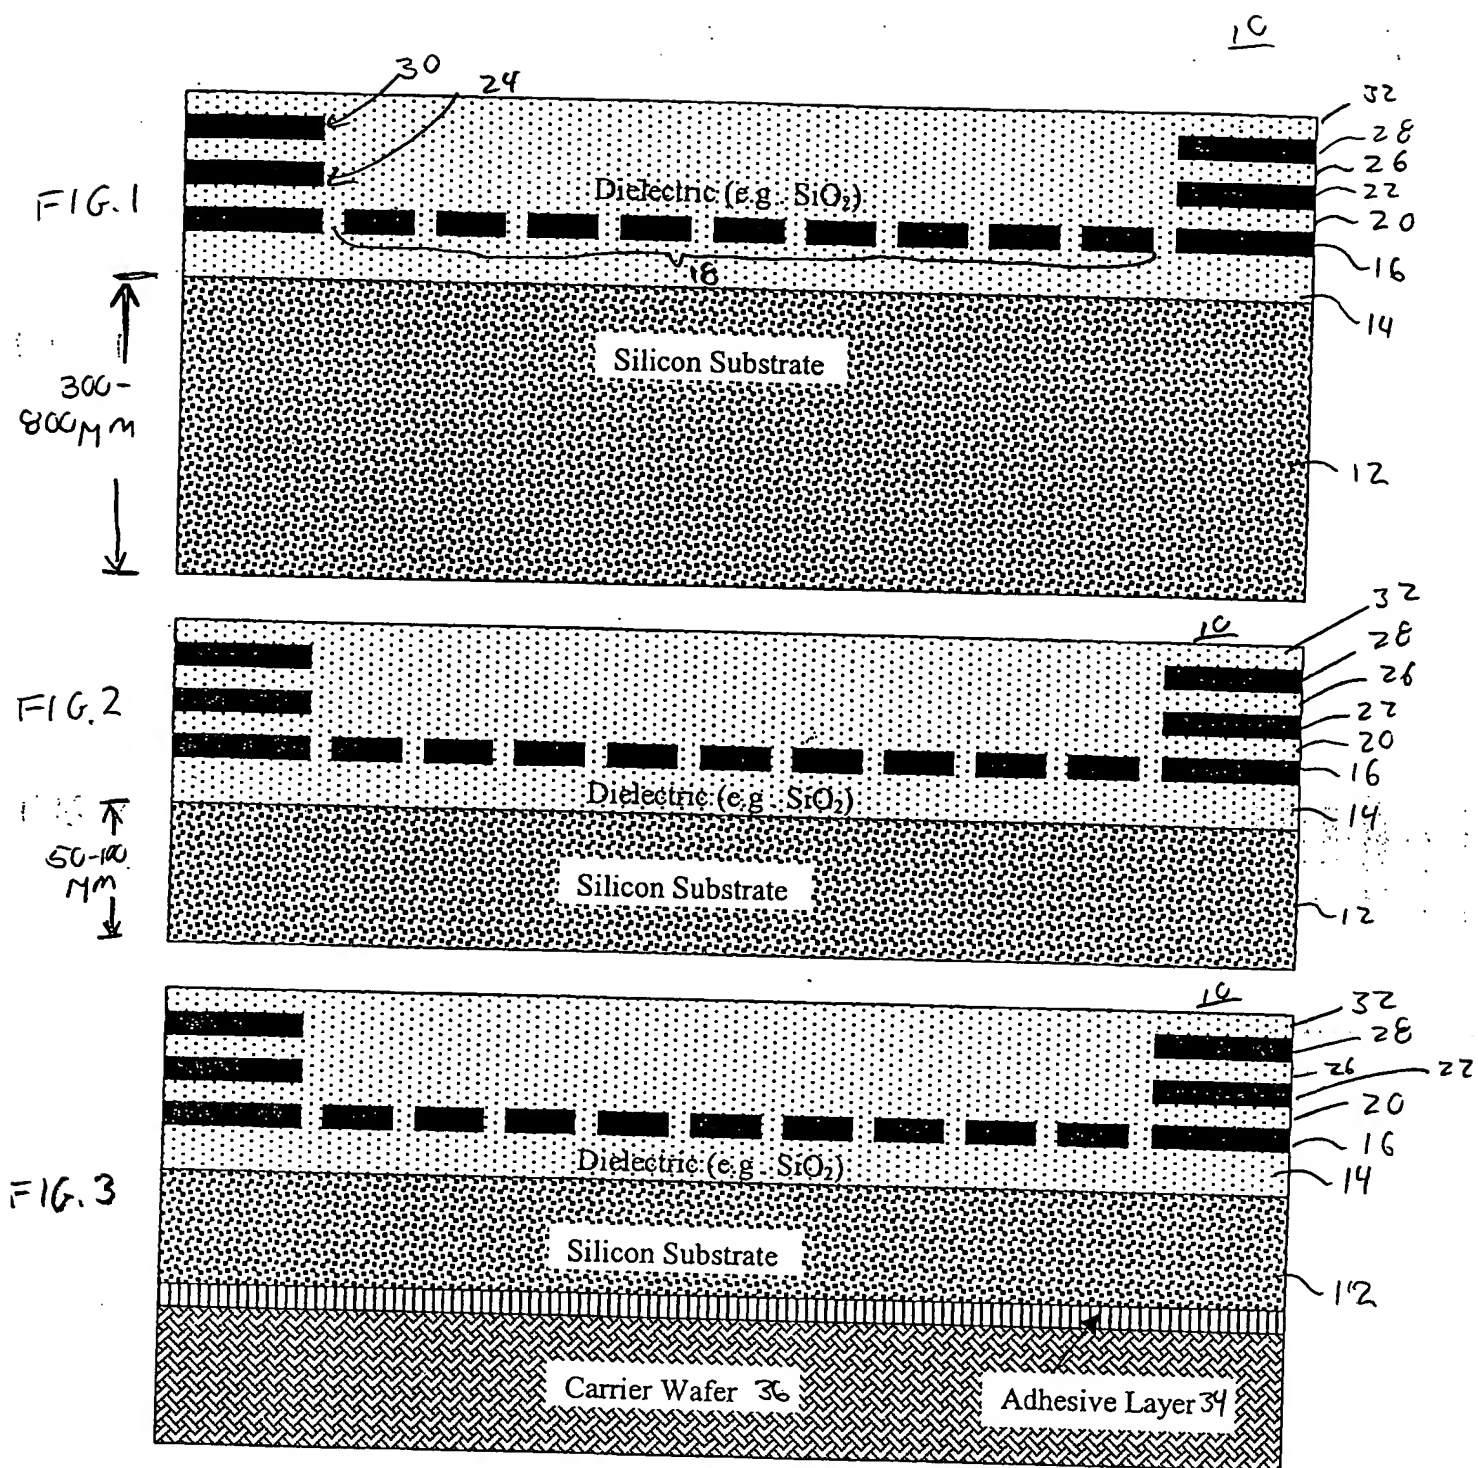 10
30
24
32
28
26
22
20
16
14
FIG.1
Dielectric (e.g. SiO₂)
18
Silicon Substrate
300-
800μm
12
10
32
28
26
22
20
16
14
FIG.2
Dielectric (e.g. SiO₂)
50-100
μm
Silicon Substrate
12
10
32
28
26
22
20
16
14
FIG.3
Dielectric (e.g. SiO₂)
Silicon Substrate
12
Carrier Wafer 36
Adhesive Layer 34